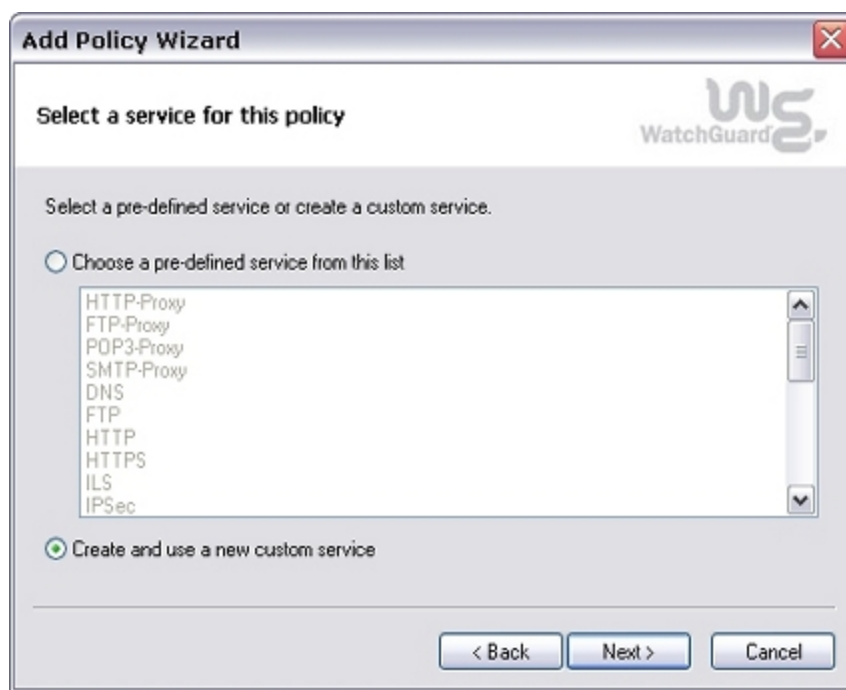 Add Policy Wizard
Select a service for this policy
WatchGuard
Select a pre-defined service or create a custom service.
Choose a pre-defined service from this list
HTTP-Proxy
FTP-Proxy
POP3-Proxy
SMTP-Proxy
DNS
FTP
HTTP
HTTPS
ILS
IPSec
Create and use a new custom service
< Back
Next >
Cancel